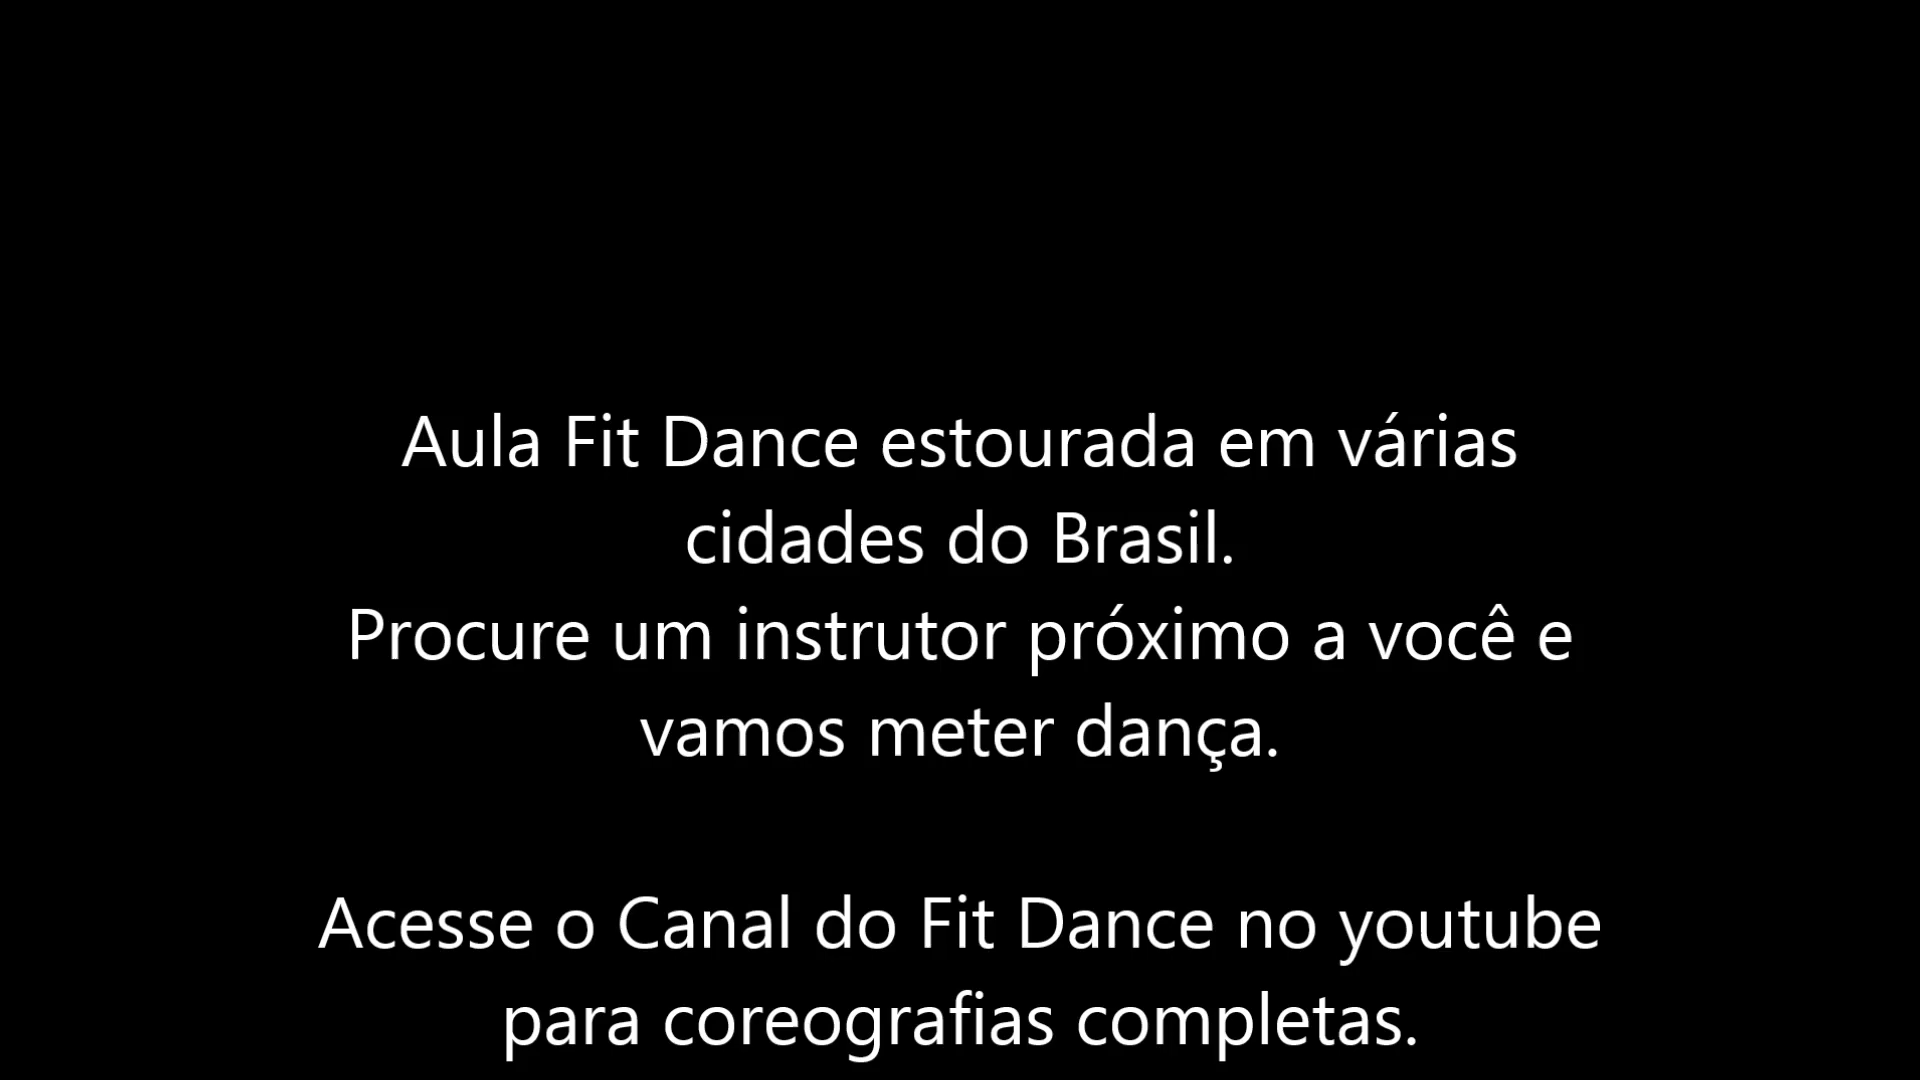 Aula Fit Dance estourada em várias
cidades do Brasil.
Procure um instrutor próximo a você e
vamos meter dança.
Acesse o Canal do Fit Dance no youtube
para coreografias completas.